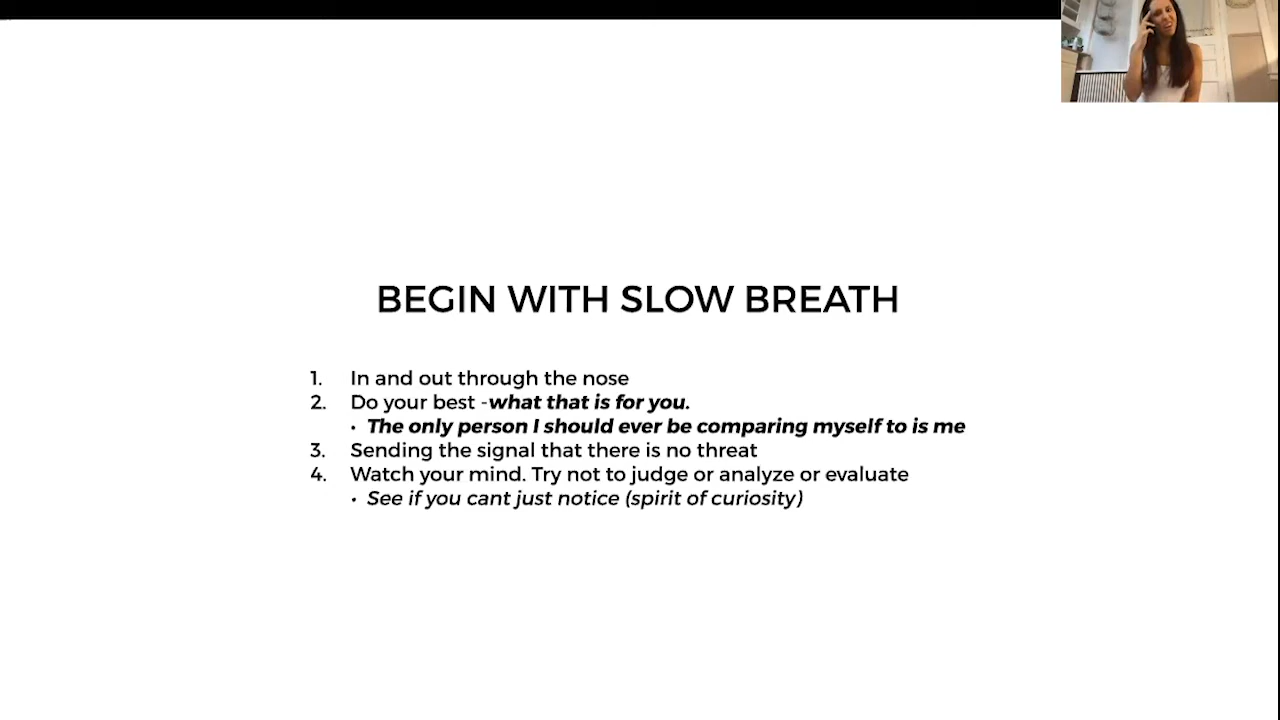 BEGIN WITH SLOW BREATH
1. In and out through the nose
2. Do your best -what that is for you.
• The only person I should ever be comparing myself to is me
3. Sending the signal that there is no threat
4. Watch your mind. Try not to judge or analyze or evaluate
• See if you cant just notice (spirit of curiosity)